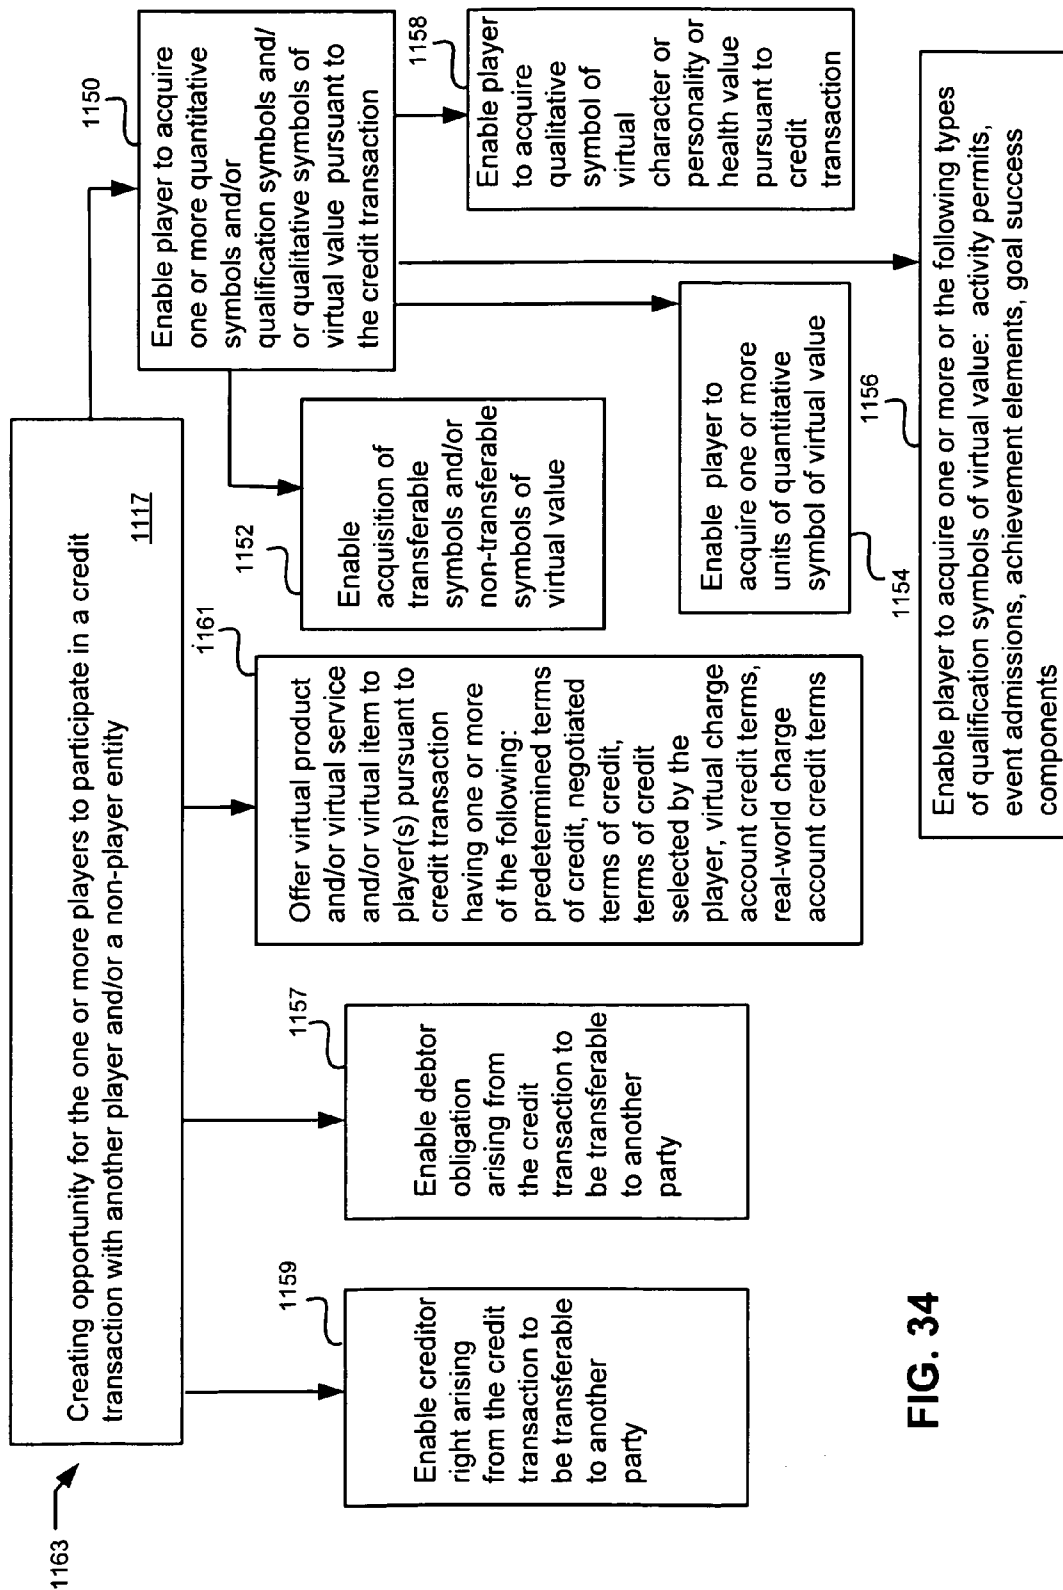 1163
Creating opportunity for the one or more players to participate in a credit
transaction with another player and/or a non-player entity
1117
1159
Enable creditor
right arising
from the credit
transaction to
be transferable
to another
party
1157
Enable debtor
obligation
arising from
the credit
transaction to
be transferable
to another
party
1161
Offer virtual product
and/or virtual service
and/or virtual item to
player(s) pursuant to
credit transaction
having one or more
of the following:
predetermined terms
of credit, negotiated
terms of credit,
terms of credit
selected by the
player, virtual charge
account credit terms,
real-world charge
account credit terms
1150
Enable player to acquire
one or more quantitative
symbols and/or
qualification symbols and/
or qualitative symbols of
virtual value pursuant to
the credit transaction
1152
Enable
acquisition of
transferable
symbols and/or
non-transferable
symbols of
virtual value
1154
Enable player to
acquire one or more
units of quantitative
symbol of virtual value
1158
Enable player
to acquire
qualitative
symbol of
virtual
character or
personality or
health value
pursuant to
credit
transaction
1156
Enable player to acquire one or more or the following types
of qualification symbols of virtual value: activity permits,
event admissions, achievement elements, goal success
components
FIG. 34